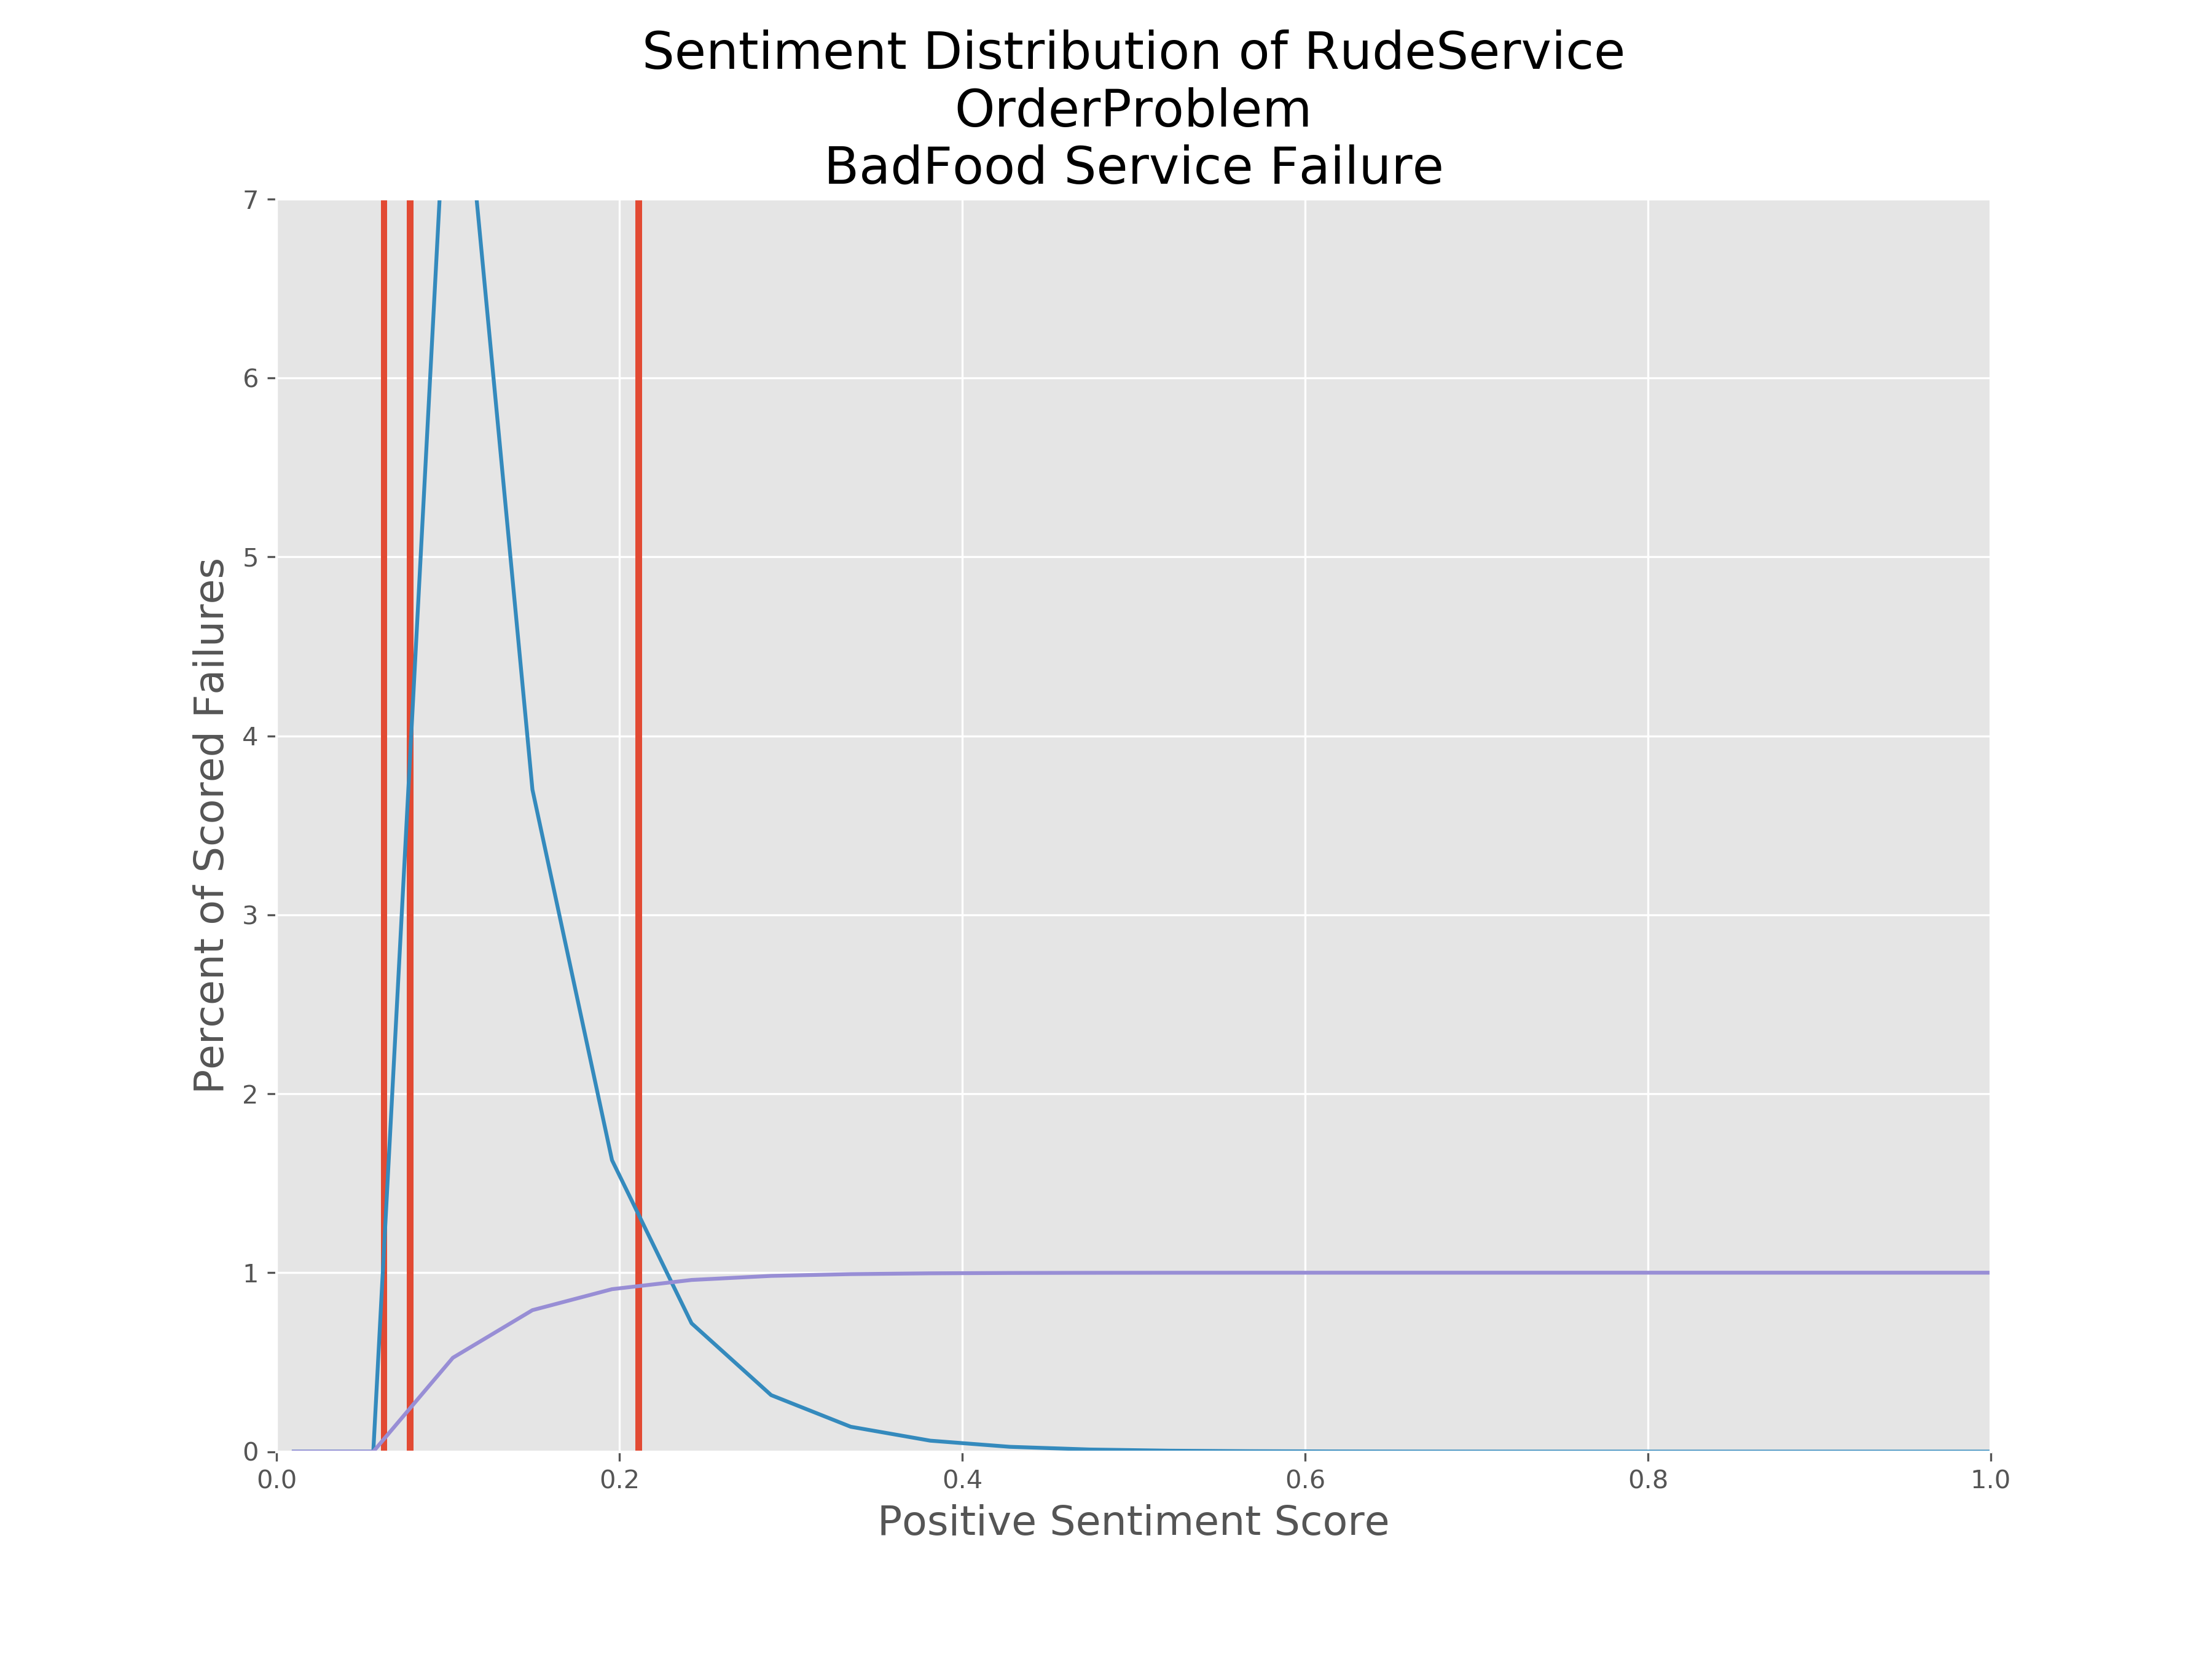 Sentiment Distribution of RudeService
OrderProblem
BadFood Service Failure
Percent of Scored Failures
7
6
5
4
3
2
1
0
0.0
0.2
0.4
0.6
0.8
1.0
Positive Sentiment Score